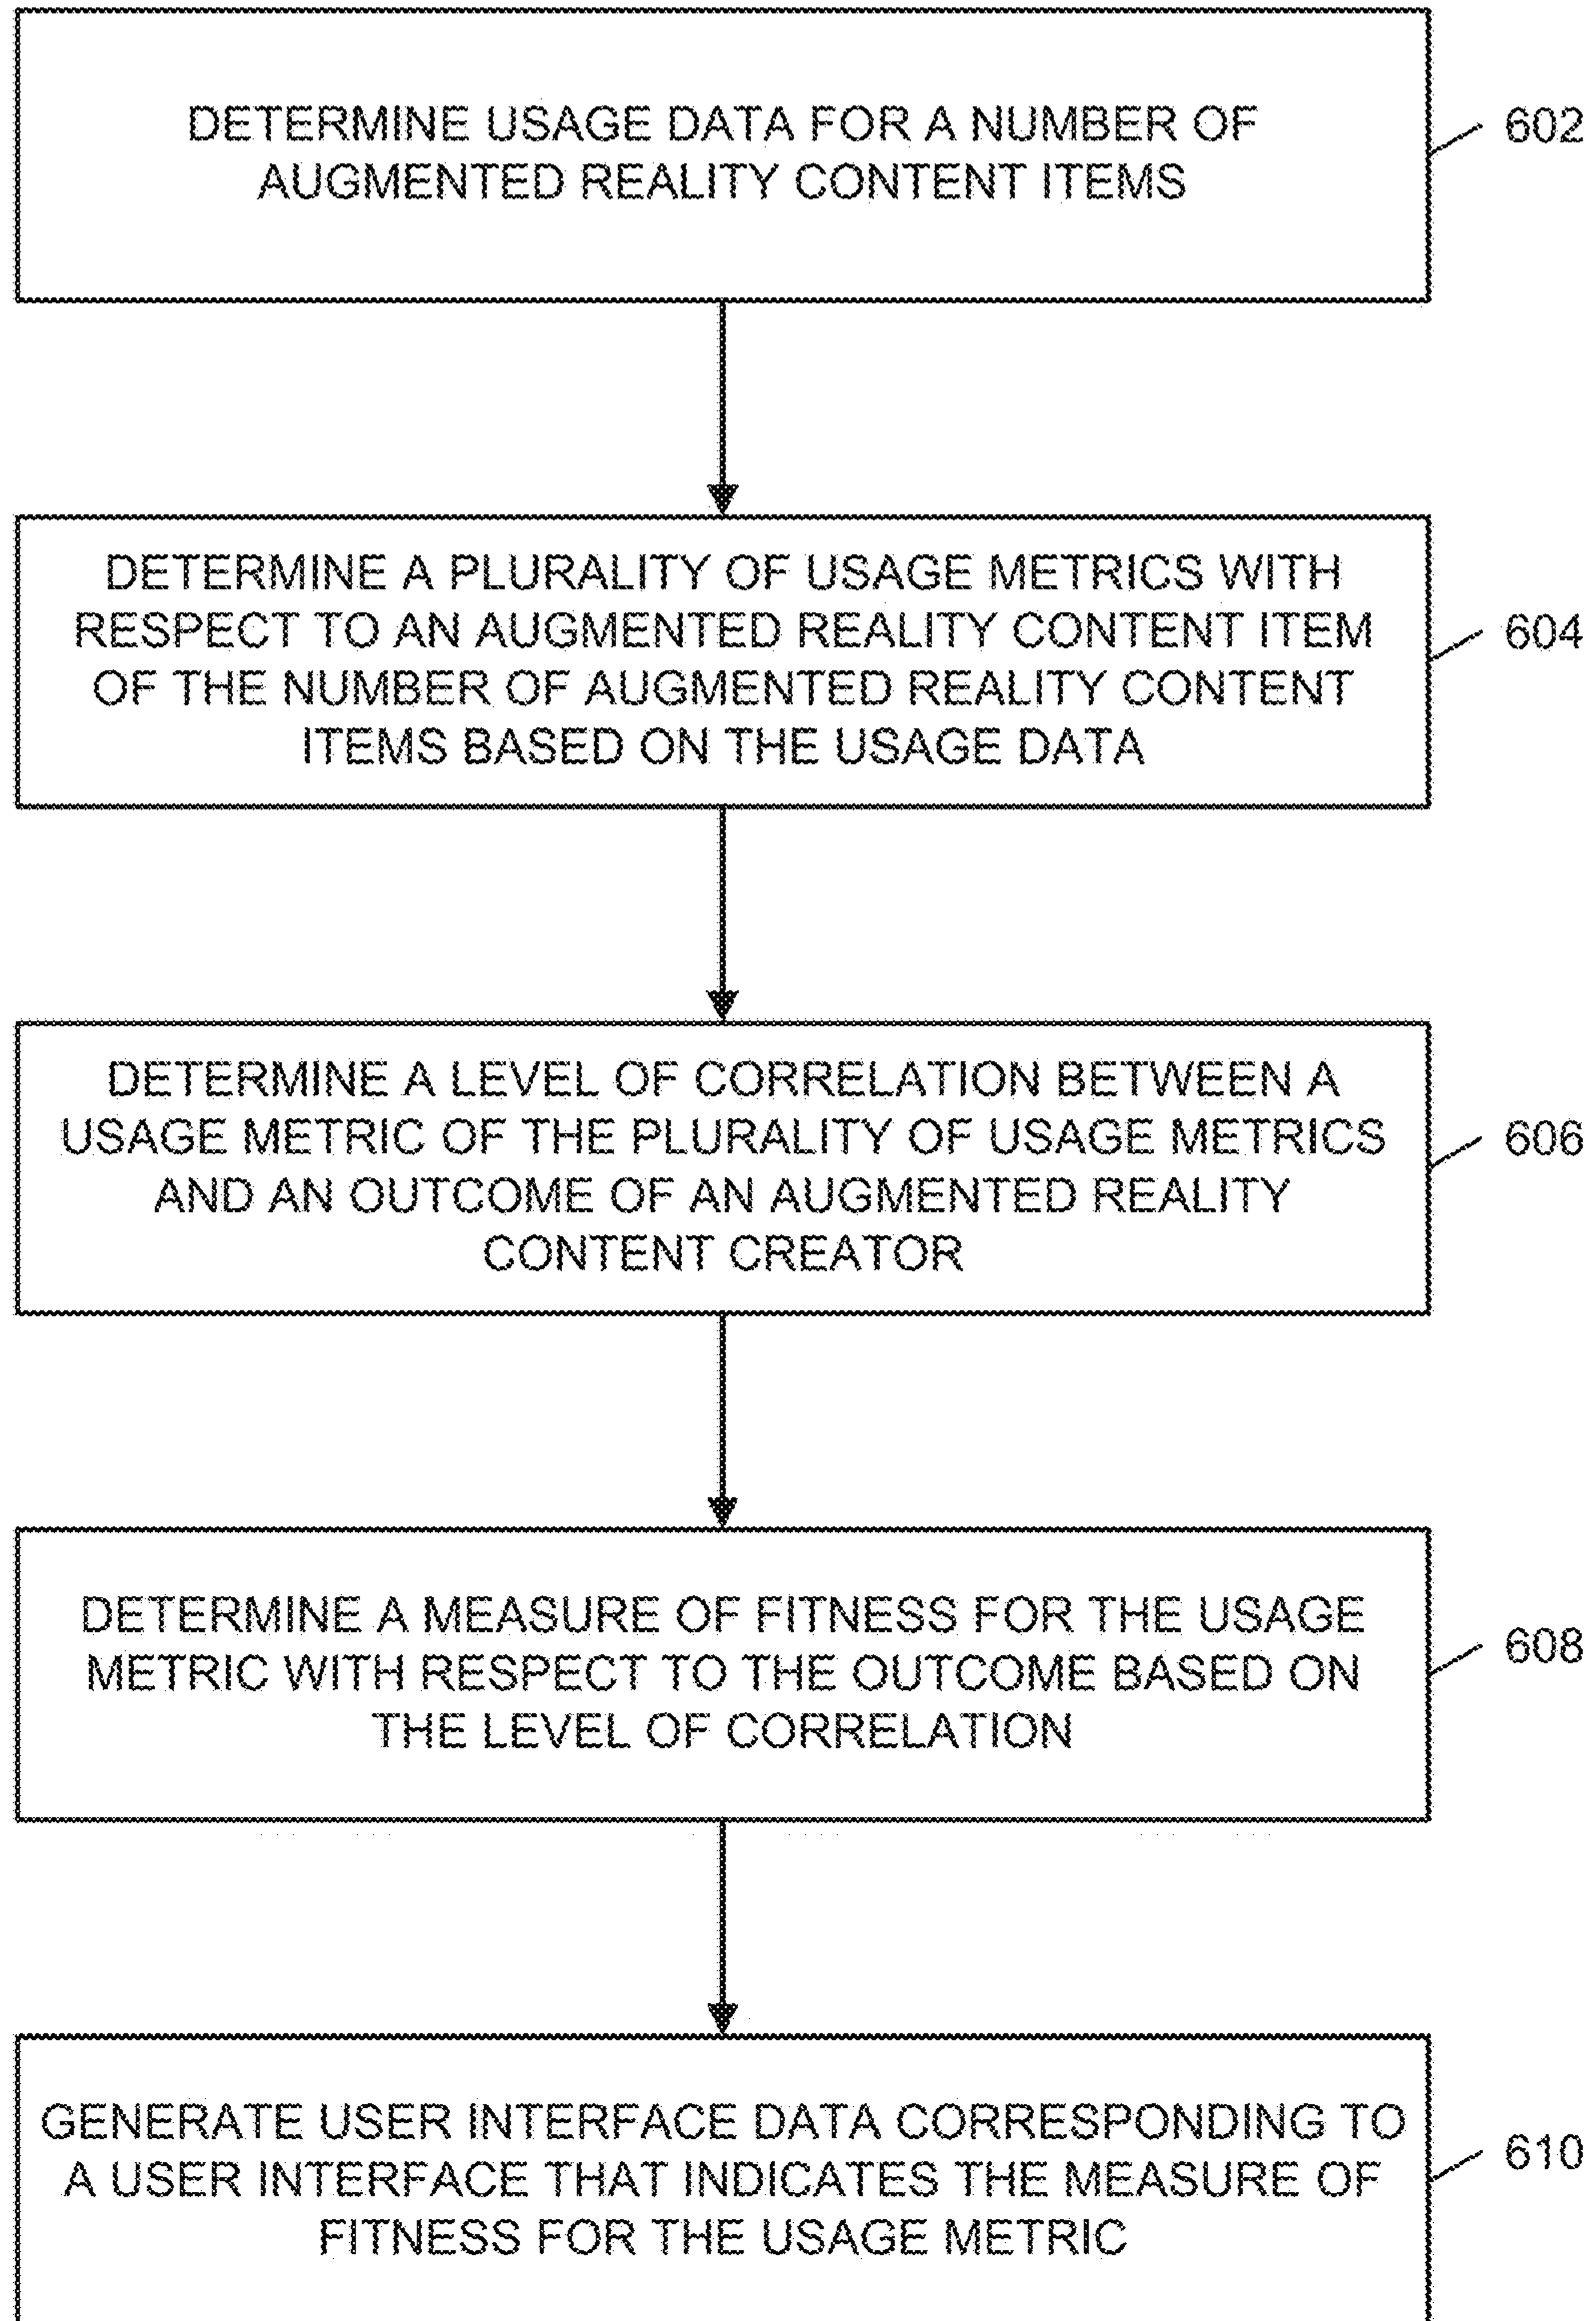 DETERMINE USAGE DATA FOR A NUMBER OF
AUGMENTED REALITY CONTENT ITEMS
602
DETERMINE A PLURALITY OF USAGE METRICS WITH
RESPECT TO AN AUGMENTED REALITY CONTENT ITEM
OF THE NUMBER OF AUGMENTED REALITY CONTENT
ITEMS BASED ON THE USAGE DATA
604
DETERMINE A LEVEL OF CORRELATION BETWEEN A
USAGE METRIC OF THE PLURALITY OF USAGE METRICS
AND AN OUTCOME OF AN AUGMENTED REALITY
CONTENT CREATOR
606
DETERMINE A MEASURE OF FITNESS FOR THE USAGE
METRIC WITH RESPECT TO THE OUTCOME BASED ON
THE LEVEL OF CORRELATION
608
GENERATE USER INTERFACE DATA CORRESPONDING TO
A USER INTERFACE THAT INDICATES THE MEASURE OF
FITNESS FOR THE USAGE METRIC
610